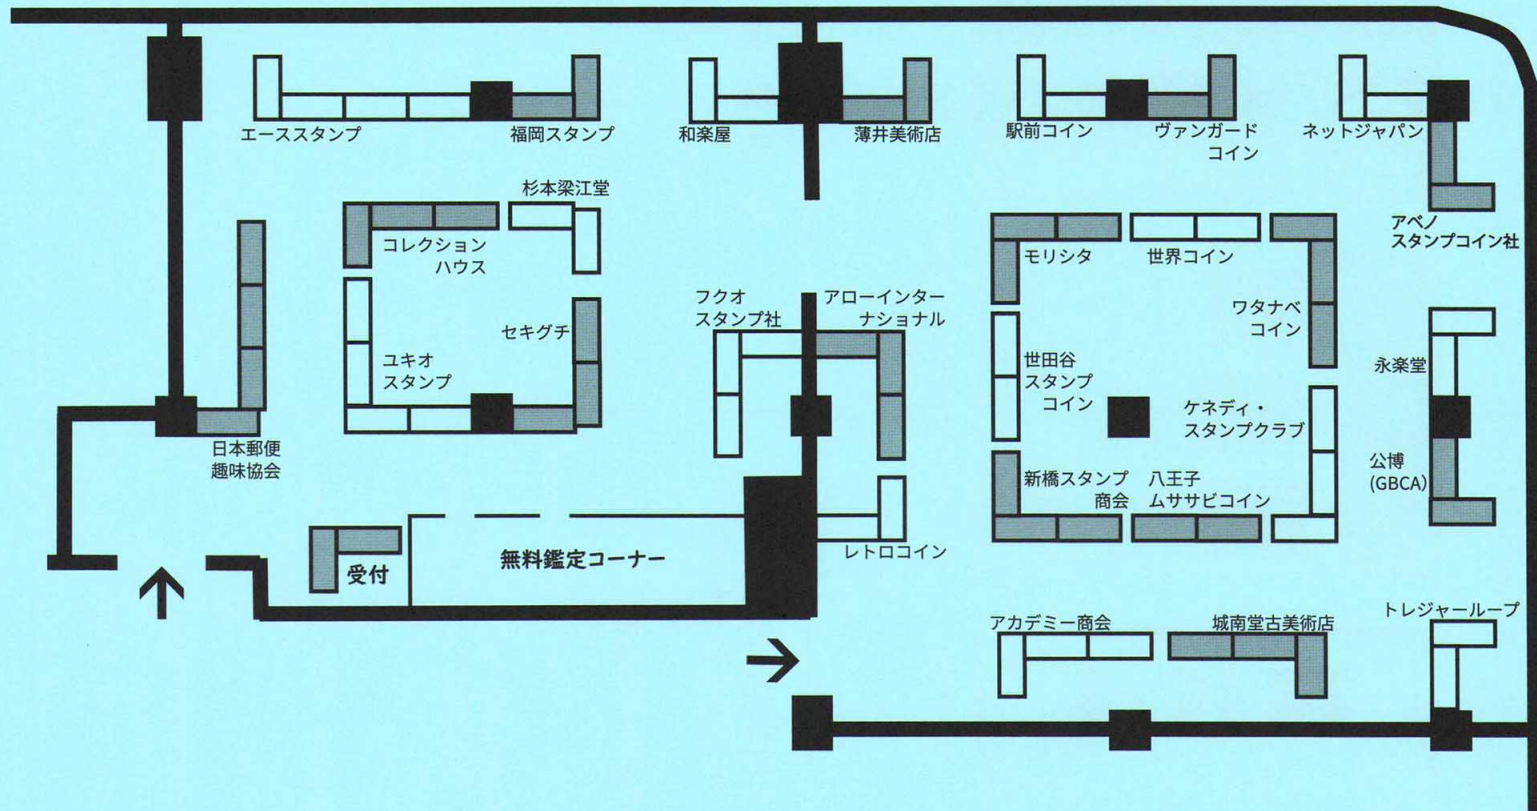 エーススタンプ
福岡スタンプ
和楽屋
薄井美術店
駅前コイン
ヴァンガード
コイン
ネットジャパン
アベノ
スタンプコイン社
杉本梁江堂
コレクション
ハウス
セキグチ
ユキオ
スタンプ
日本郵便
趣味協会
フクオ
スタンプ社
アローインター
ナショナル
モリシタ
世界コイン
ワタナベ
コイン
世田谷
スタンプ
コイン
ケネディ・
スタンプクラブ
新橋スタンプ
商会
八王子
ムササビコイン
永楽堂
公博
(GBCA)
受付
無料鑑定コーナー
レトロコイン
アカデミー商会
城南堂古美術店
トレジャーループ